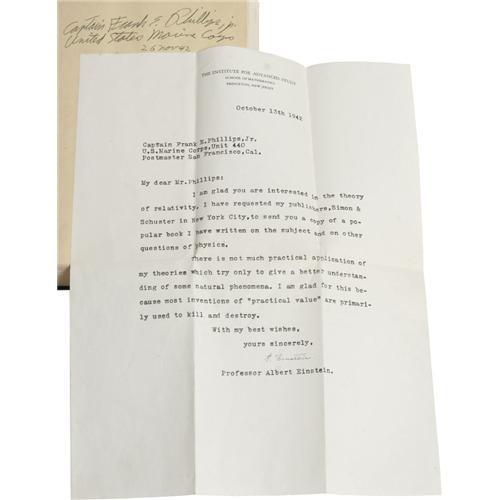 Captain Frank E. Phillips, jr.
United States Marine Corps
26 Nov 42
THE INSTITUTE FOR ADVANCED STUDY
SCHOOL OF MATHEMATICS
PRINCETON, NEW JERSEY
October 13th 1942
Captain Frank E.Phillips,Jr.
U.S.Marine Corps,Unit 440
Postmaster San Francisco,Cal.
My dear Mr.Phillips:
I am glad you are interested in the theory
of relativity. I have requested my publishers,Simon &
Schuster in New York City,to send you a copy of a po-
pular book I have written on the subject and on other
questions of physics.
There is not much practical application of
my theories which try only to give a better understan-
ding of some natural phenomena. I am glad for this be-
cause most inventions of "practical value" are primari-
ly used to kill and destroy.
With my best wishes,
yours sincerely,
A. Einstein
Professor Albert Einstein.